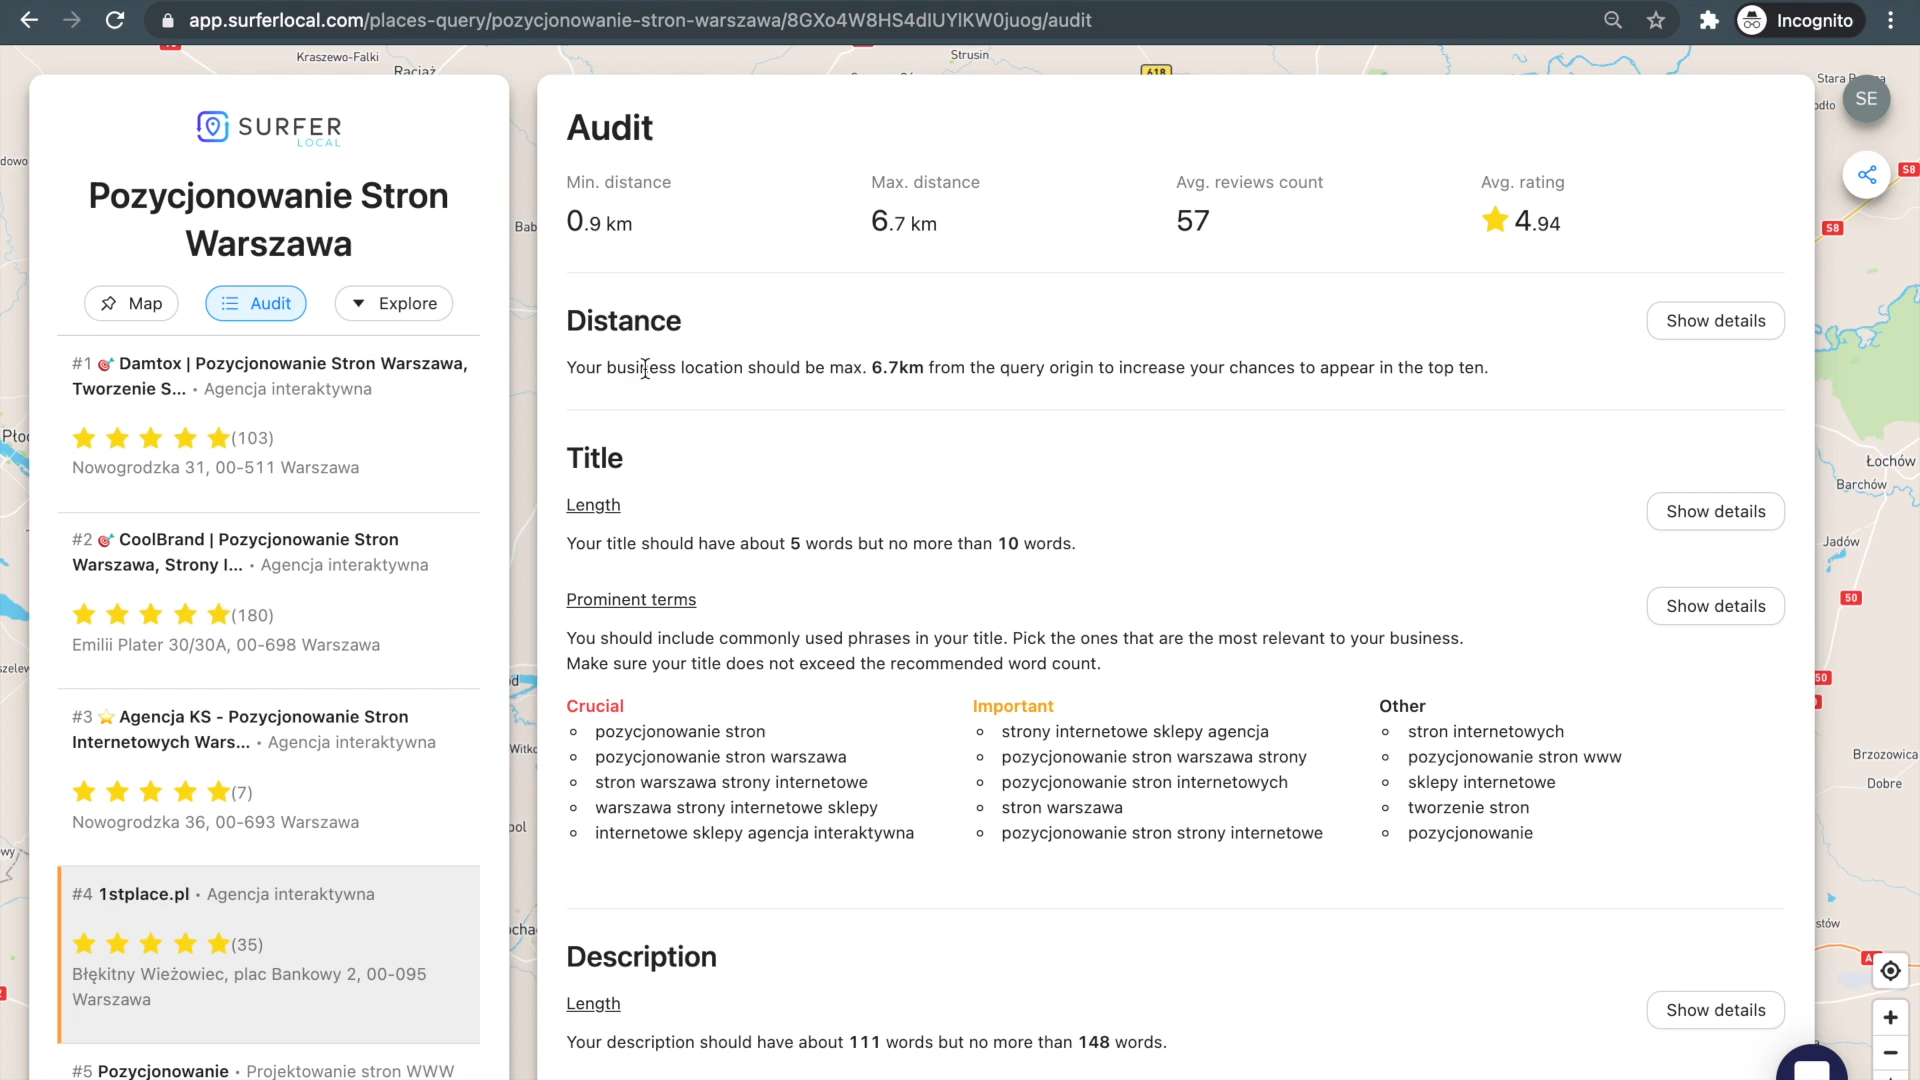 app.surferlocal.com/places-query/pozycjonowanie-stron-warszawa/8GXo4W8HS4dIUYlKW0juog/audit
Incognito
Kraszewo-Falki
Raciąż
Strusin
618
Stara
SE
S8
S8
Bab
Płoc
Łochów
Barchów
Jadów
50
50
Witko
Brzozowica
Dobre
SURFER
LOCAL
Pozycjonowanie Stron
Warszawa
Map
Audit
Explore
#1 Damtox | Pozycjonowanie Stron Warszawa,
Tworzenie S... • Agencja interaktywna
(103)
Nowogrodzka 31, 00-511 Warszawa
#2 CoolBrand | Pozycjonowanie Stron
Warszawa, Strony I... • Agencja interaktywna
(180)
Emilii Plater 30/30A, 00-698 Warszawa
#3 Agencja KS - Pozycjonowanie Stron
Internetowych Wars... • Agencja interaktywna
(7)
Nowogrodzka 36, 00-693 Warszawa
#4 1stplace.pl • Agencja interaktywna
(35)
Błękitny Wieżowiec, plac Bankowy 2, 00-095
Warszawa
#5 Pozycjonowanie • Projektowanie stron WWW
Audit
Min. distance
Max. distance
Avg. reviews count
Avg. rating
0.9 km
6.7 km
57
4.94
Distance
Show details
Your business location should be max. 6.7km from the query origin to increase your chances to appear in the top ten.
Title
Length
Show details
Your title should have about 5 words but no more than 10 words.
Prominent terms
Show details
You should include commonly used phrases in your title. Pick the ones that are the most relevant to your business.
Make sure your title does not exceed the recommended word count.
Crucial
pozycjonowanie stron
pozycjonowanie stron warszawa
stron warszawa strony internetowe
warszawa strony internetowe sklepy
internetowe sklepy agencja interaktywna
Important
strony internetowe sklepy agencja
pozycjonowanie stron warszawa strony
pozycjonowanie stron internetowych
stron warszawa
pozycjonowanie stron strony internetowe
Other
stron internetowych
pozycjonowanie stron www
sklepy internetowe
tworzenie stron
pozycjonowanie
Description
Length
Show details
Your description should have about 111 words but no more than 148 words.